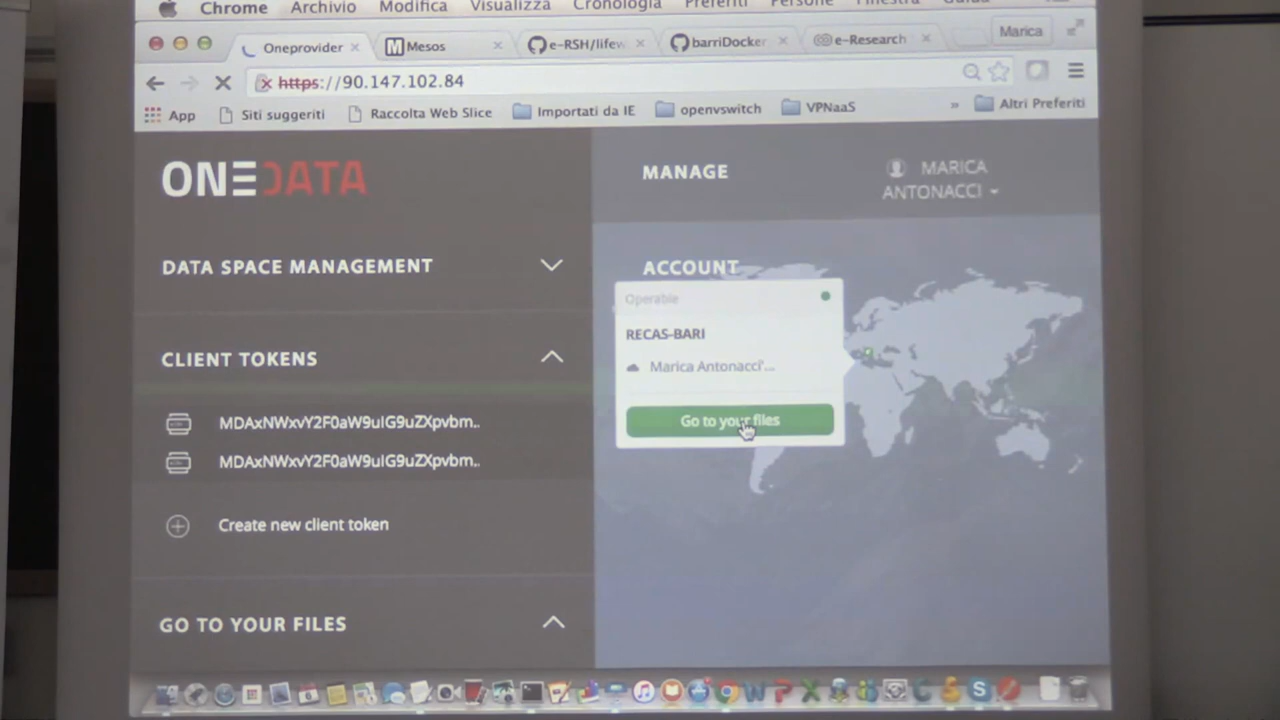 Chrome Archivio Modifica Visualizza Cronologia Preferiti Persone Finestra Guida
Oneprovider × Mesos × e-RSH/lifew × barriDocker × e-Research × Marica
https://90.147.102.84
App Siti suggeriti Raccolta Web Slice Importati da IE openvswitch VPNaaS » Altri Preferiti
ONEDATA
MANAGE
MARICA
ANTONACCI
DATA SPACE MANAGEMENT
ACCOUNT
Operable
RECAS-BARI
CLIENT TOKENS
Marica Antonacci'...
MDAxNWxvY2F0aW9uIG9uZXpvbm..
Go to your files
MDAxNWxvY2F0aW9uIG9uZXpvbm..
Create new client token
GO TO YOUR FILES